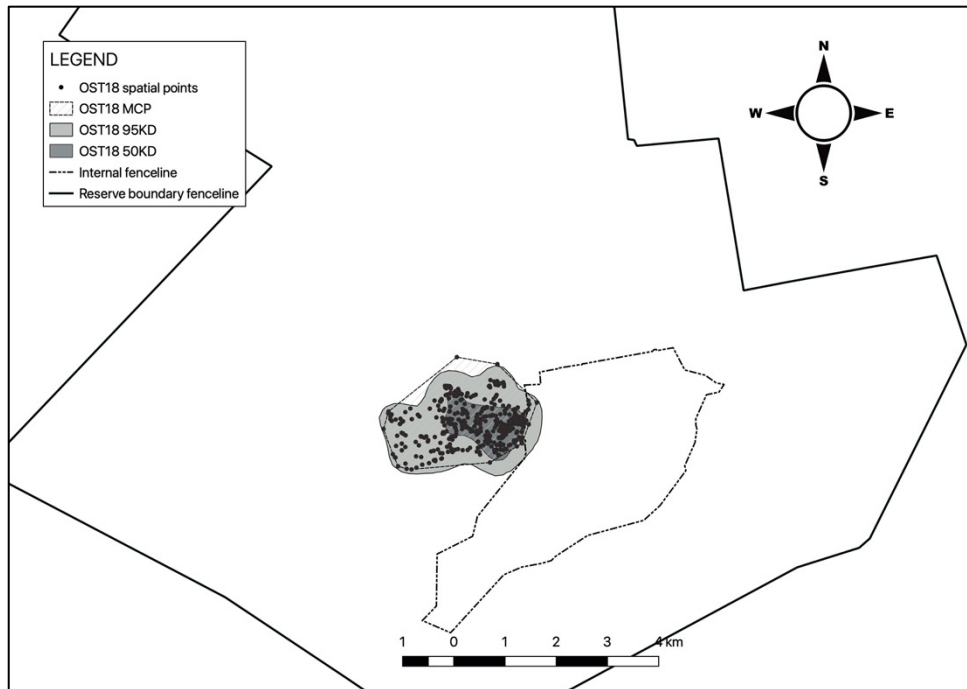 LEGEND
OST18 spatial points
OST18 MCP
OST18 95KD
OST18 50KD
Internal fenceline
Reserve boundary fenceline
N
W E
S
1 0 1 2 3 4 km